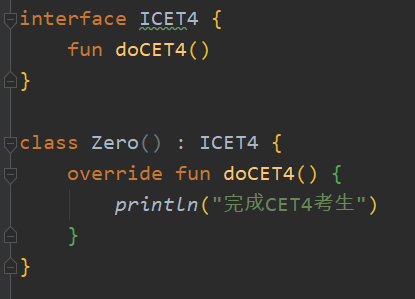 interface ICET4 {
    fun doCET4()
}
class Zero() : ICET4 {
    override fun doCET4() {
        println("完成CET4考生")
    }
}